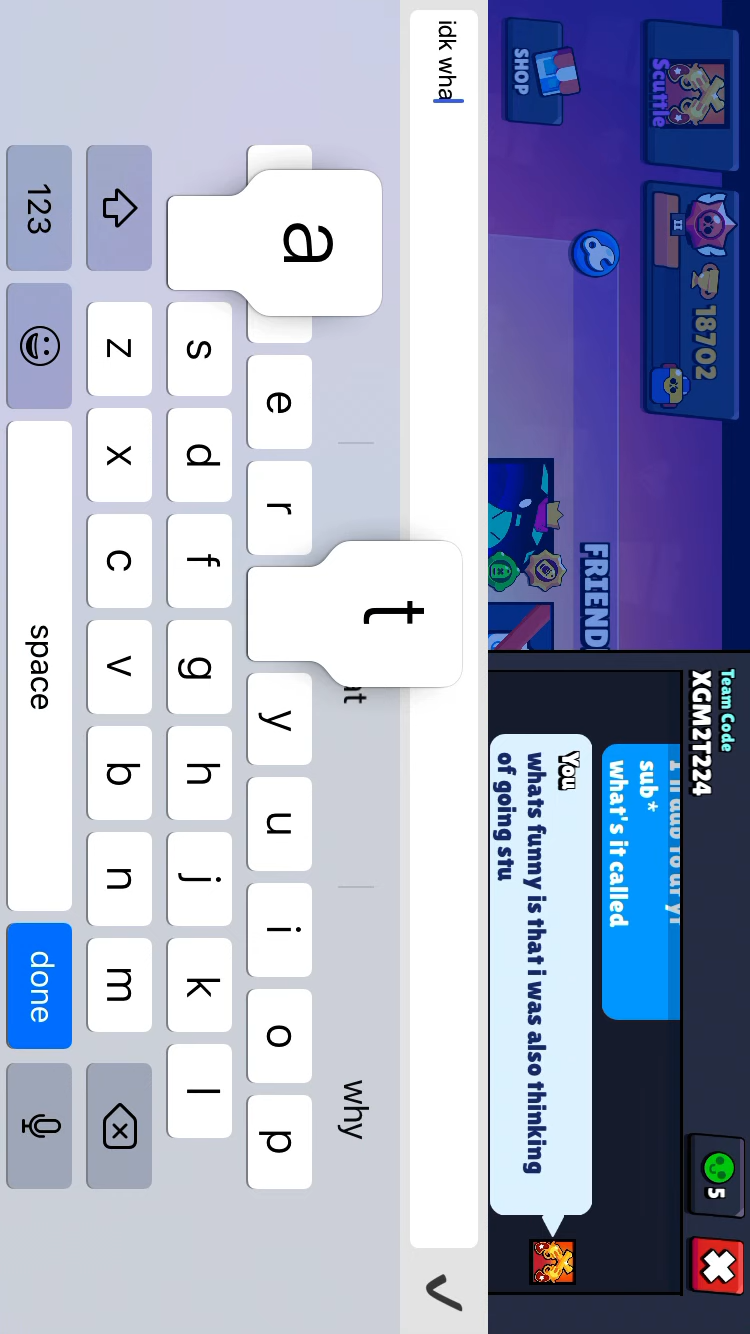 Scuttle
18702
II
SHOP
FRIEND
Team Code
XGM2T224
5
sub*
what's it called
You
whats funny is that i was also thinking
of going stu
idk wha
why
e r t y u i o p
a s d f g h j k l
z x c v b n m
123 space done